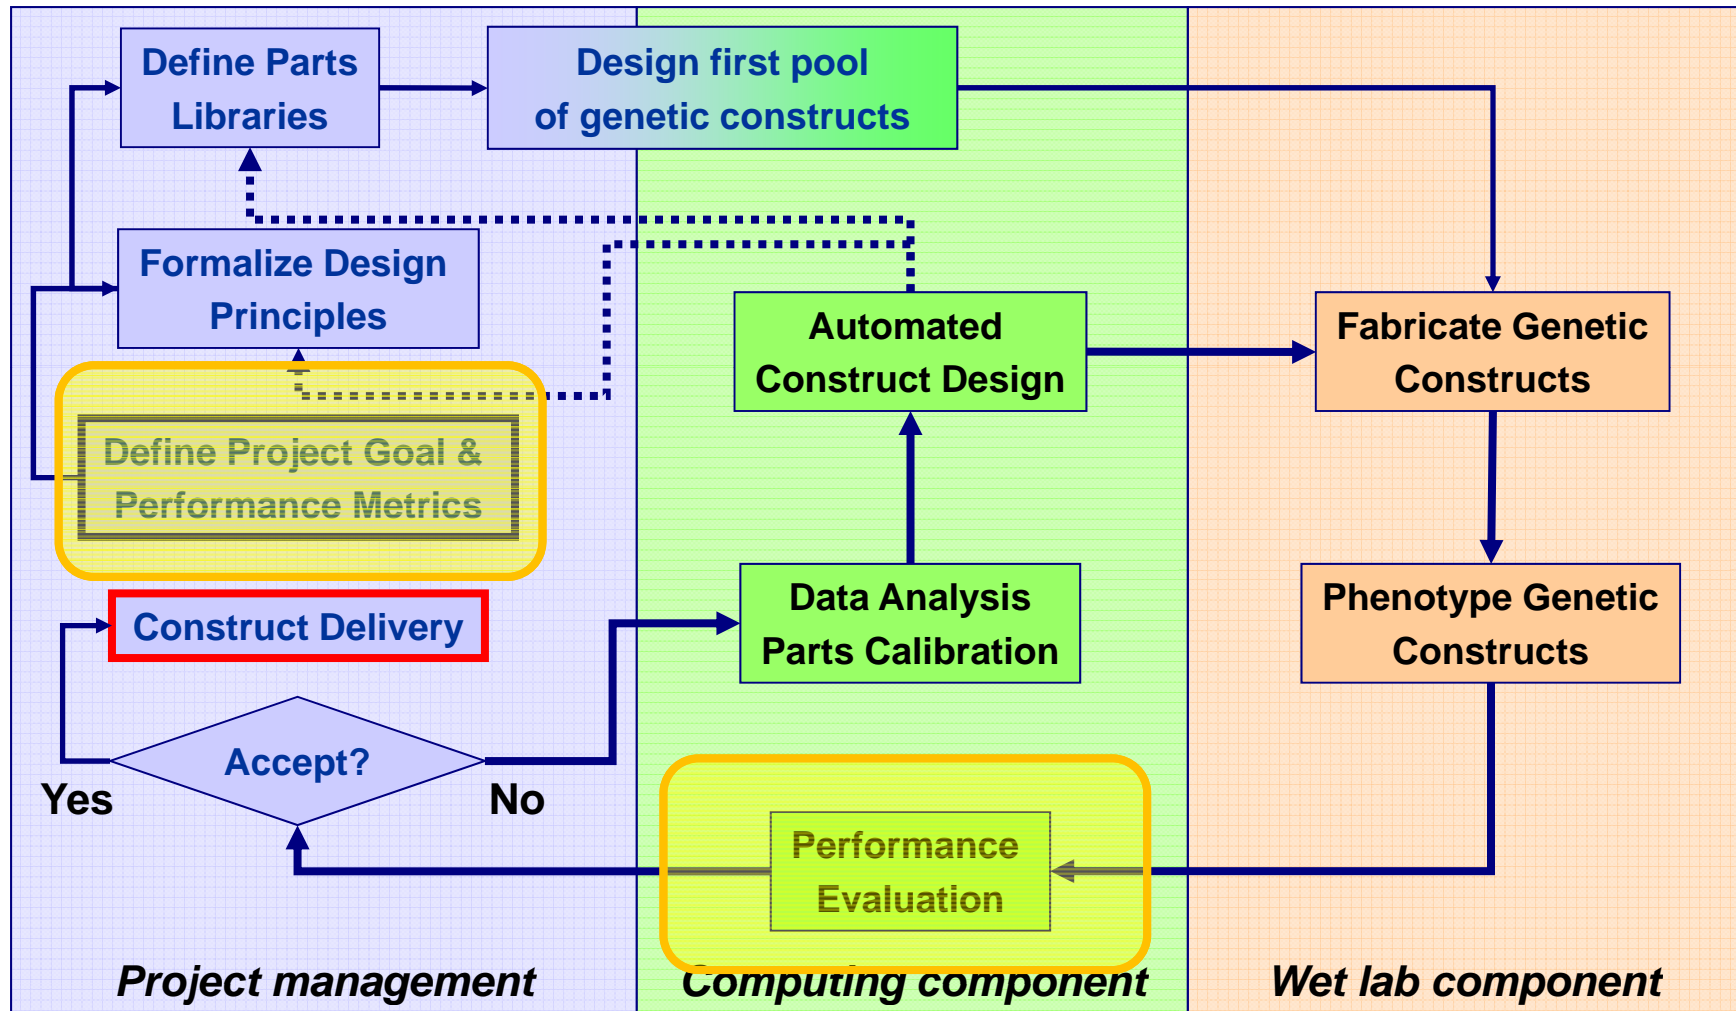 Define Parts
Libraries
Design first pool
of genetic constructs
Formalize Design
Principles
Automated
Construct Design
Fabricate Genetic
Constructs
Define Project Goal &
Performance Metrics
Construct Delivery
Data Analysis
Parts Calibration
Phenotype Genetic
Constructs
Accept?
Yes
No
Performance
Evaluation
Project management
Computing component
Wet lab component